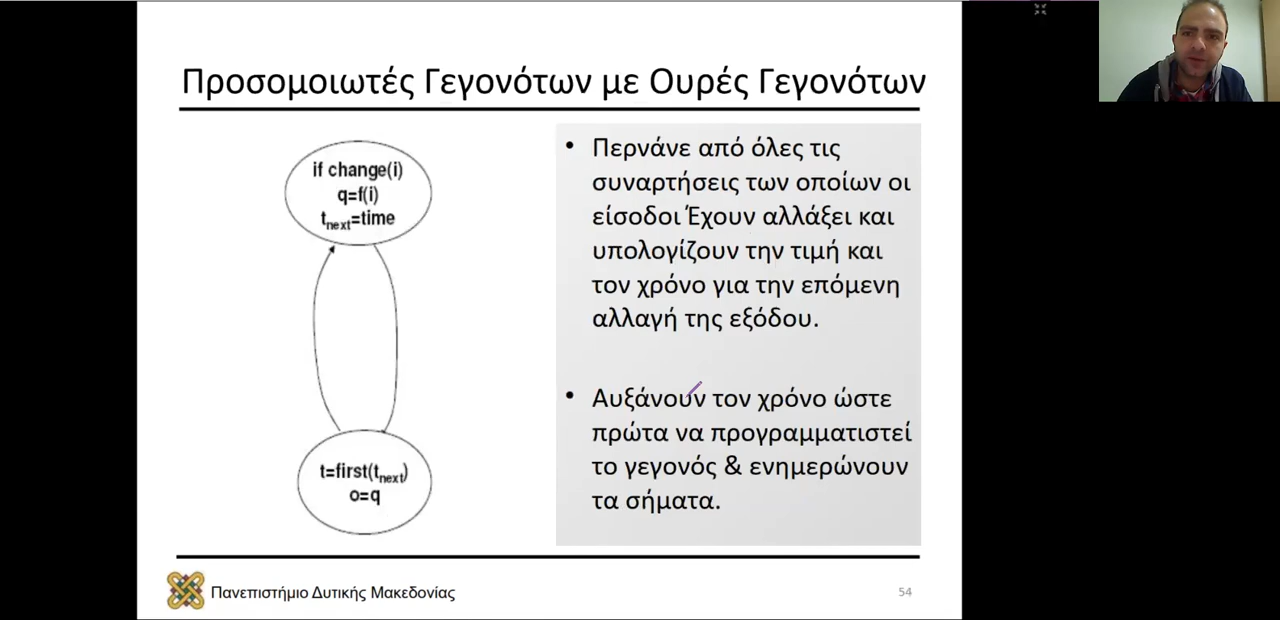 Προσομοιωτές Γεγονότων με Ουρές Γεγονότων
if change(i)
q=f(i)
tnext=time
t=first(tnext)
o=q
• Περνάνε από όλες τις
συναρτήσεις των οποίων οι
είσοδοι Έχουν αλλάξει και
υπολογίζουν την τιμή και
τον χρόνο για την επόμενη
αλλαγή της εξόδου.
• Αυξάνουν τον χρόνο ώστε
πρώτα να προγραμματιστεί
το γεγονός & ενημερώνουν
τα σήματα.
Πανεπιστήμιο Δυτικής Μακεδονίας
54